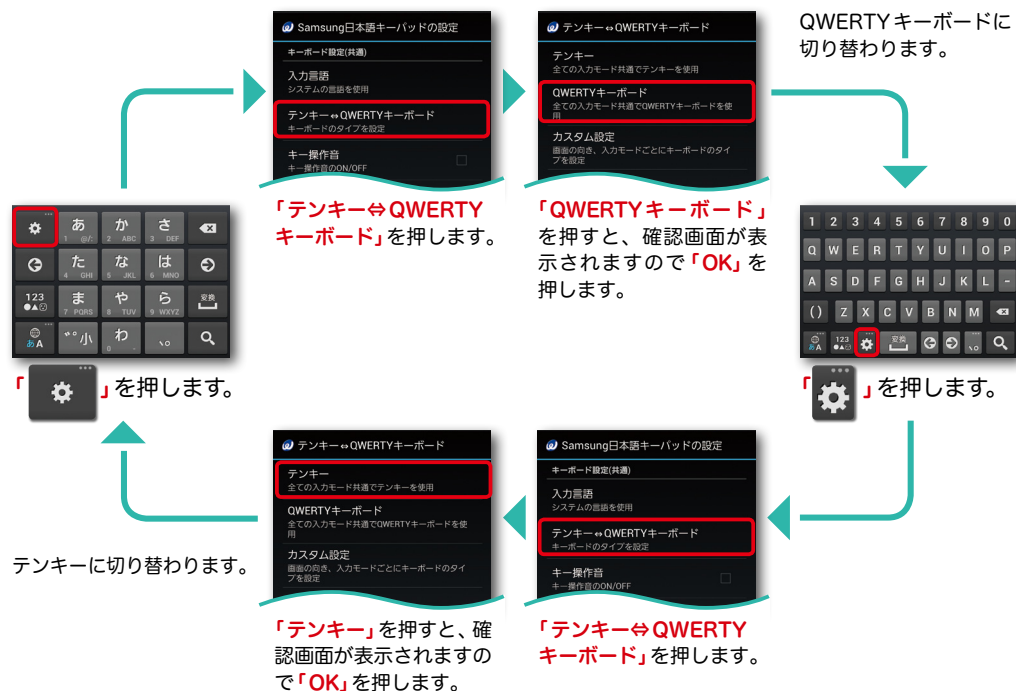 Samsung日本語キーパッドの設定
キーボード設定(共通)
入力言語
システムの言語を使用
テンキー⇔QWERTYキーボード
キーボードのタイプを設定
キー操作音
キー操作音のON/OFF
「テンキー⇔QWERTY
キーボード」を押します。
テンキー⇔QWERTYキーボード
テンキー
全ての入力モード共通でテンキーを使用
QWERTYキーボード
全ての入力モード共通でQWERTYキーボードを使
用
カスタム設定
画面の向き、入力モードごとにキーボードのタイ
プを設定
「QWERTYキーボード」
を押すと、確認画面が表
示されますので「OK」を
押します。
QWERTYキーボードに
切り替わります。
あ か さ
1 @/: 2 ABC 3 DEF
た な は
4 GHI 5 JKL 6 MNO
123 ま や ら 変換
7 PQRS 8 TUV 9 WXYZ
あA 小 わ 、。
0 -
「 」を押します。
1 2 3 4 5 6 7 8 9 0
Q W E R T Y U I O P
A S D F G H J K L -
() Z X C V B N M
あA 123 変換 、。
「 」を押します。
Samsung日本語キーパッドの設定
キーボード設定(共通)
入力言語
システムの言語を使用
テンキー⇔QWERTYキーボード
キーボードのタイプを設定
キー操作音
キー操作音のON/OFF
「テンキー⇔QWERTY
キーボード」を押します。
テンキー⇔QWERTYキーボード
テンキー
全ての入力モード共通でテンキーを使用
QWERTYキーボード
全ての入力モード共通でQWERTYキーボードを使
用
カスタム設定
画面の向き、入力モードごとにキーボードのタイ
プを設定
「テンキー」を押すと、確
認画面が表示されますの
で「OK」を押します。
テンキーに切り替わります。